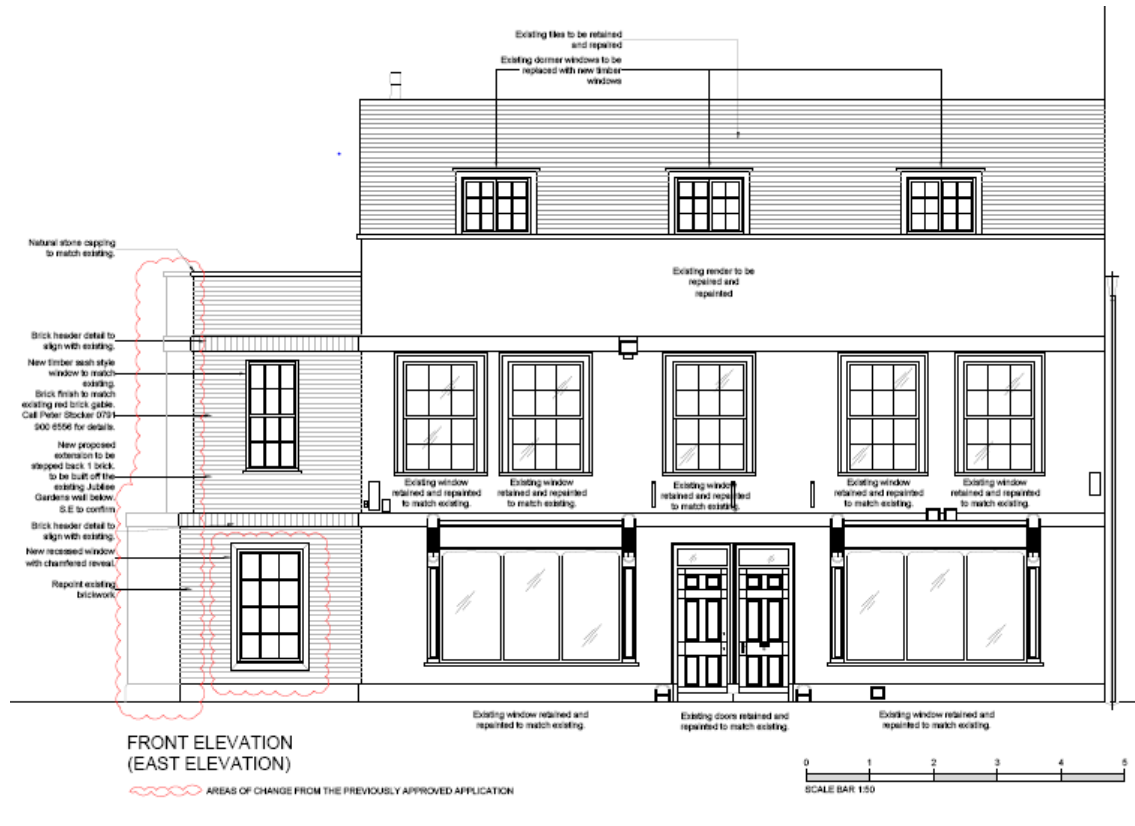 Existing tiles to be retained
and repaired
Existing dormer windows to be
replaced with new timber
windows
Natural stone capping
to match existing.
Existing render to be
repaired and
repainted
Brick header detail to
align with existing.
New timber sash style
window to match
existing.
Brick finish to match
existing red brick gable.
Call Peter Stocker 0791
900 6556 for details.
New proposed
extension to be
stepped back 1 brick.
to be built off the
existing Jubilee
Gardens wall below.
S.E to confirm
Brick header detail to
align with existing.
New recessed window
with chamfered reveal.
Repoint existing
brickwork
Existing window
retained and repainted
to match existing.
Existing window
retained and repainted
to match existing.
Existing window
retained and repainted
to match existing.
Existing window
retained and repainted
to match existing.
Existing window
retained and repainted
to match existing.
Existing window retained and
repainted to match existing.
Existing doors retained and
repainted to match existing.
Existing window retained and
repainted to match existing.
FRONT ELEVATION
(EAST ELEVATION)
AREAS OF CHANGE FROM THE PREVIOUSLY APPROVED APPLICATION
0 1 2 3 4 5
SCALE BAR 1:50